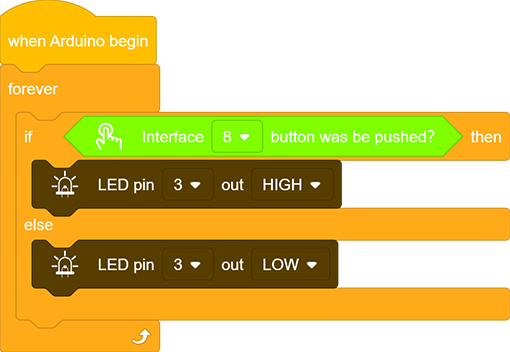 when Arduino begin
forever
if Interface 8 button was be pushed? then
LED pin 3 out HIGH
else
LED pin 3 out LOW